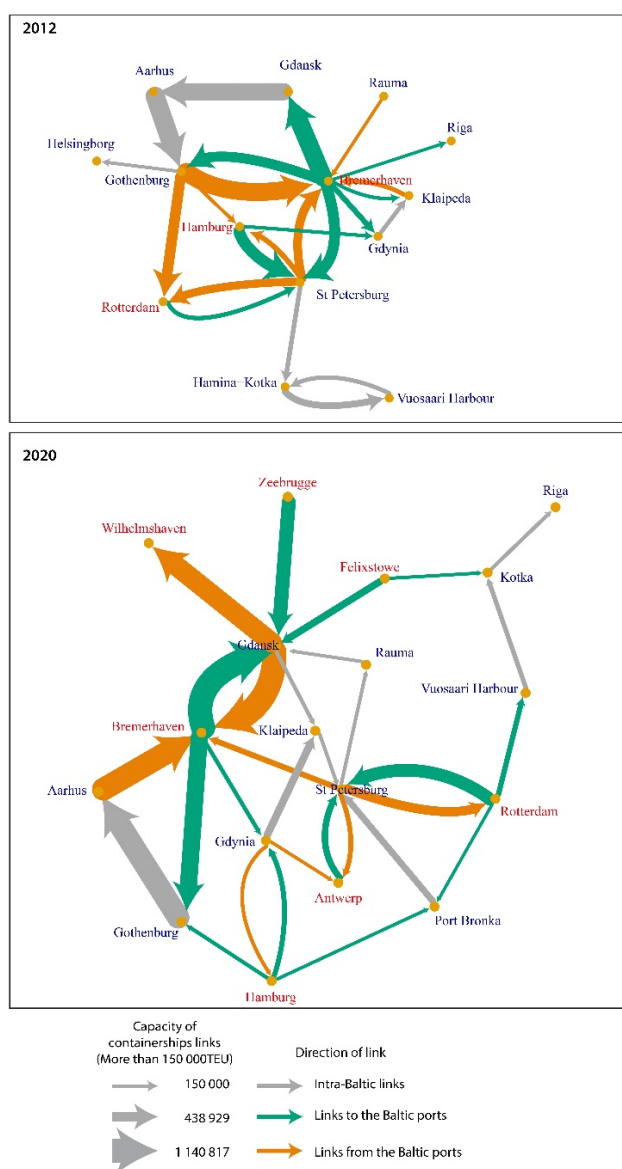 2012
Aarhus
Gdansk
Rauma
Riga
Helsingborg
Gothenburg
Bremerhaven
Klaipeda
Hamburg
Gdynia
Rotterdam
St Petersburg
Hamina−Kotka
Vuosaari Harbour
2020
Zeebrugge
Riga
Wilhelmshaven
Felixstowe
Kotka
Gdansk
Rauma
Vuosaari Harbour
Bremerhaven
Klaipeda
Aarhus
St Petersburg
Rotterdam
Gdynia
Antwerp
Gothenburg
Port Bronka
Hamburg
Capacity of
containerships links
(More than 150 000TEU)
Direction of link
150 000
Intra-Baltic links
438 929
Links to the Baltic ports
1 140 817
Links from the Baltic ports